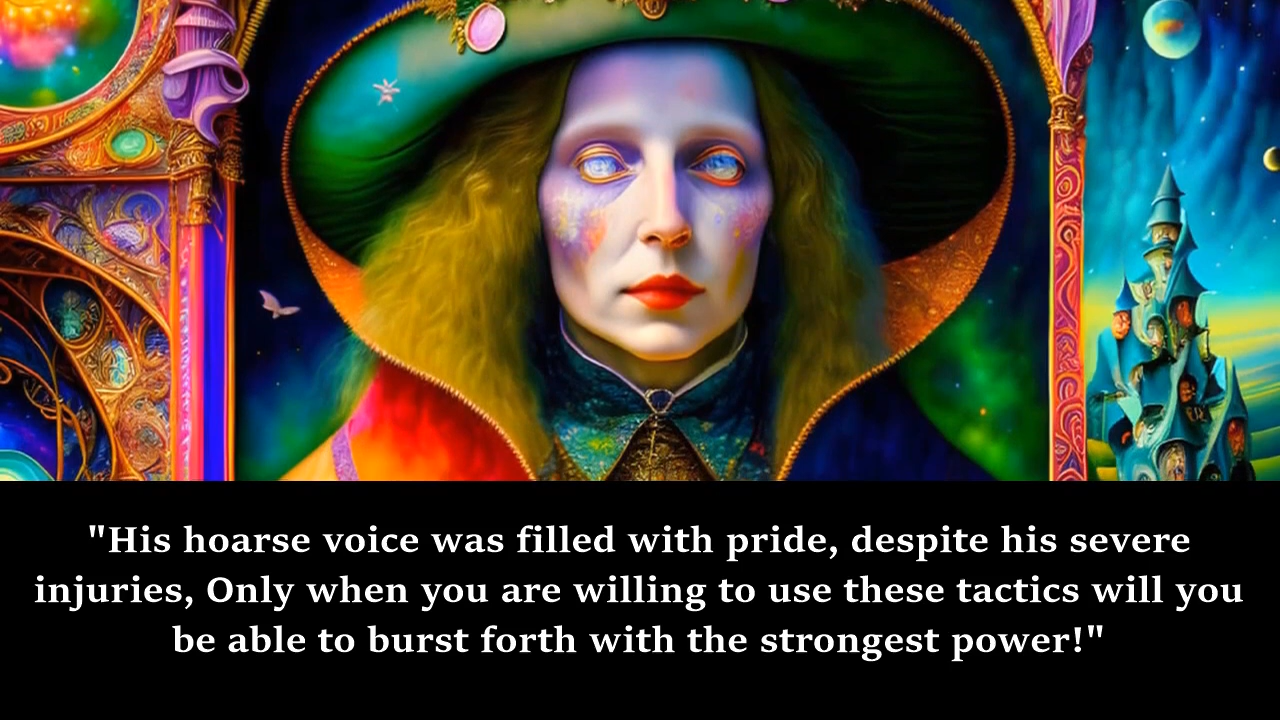 "His hoarse voice was filled with pride, despite his severe
injuries, Only when you are willing to use these tactics will you
be able to burst forth with the strongest power!"